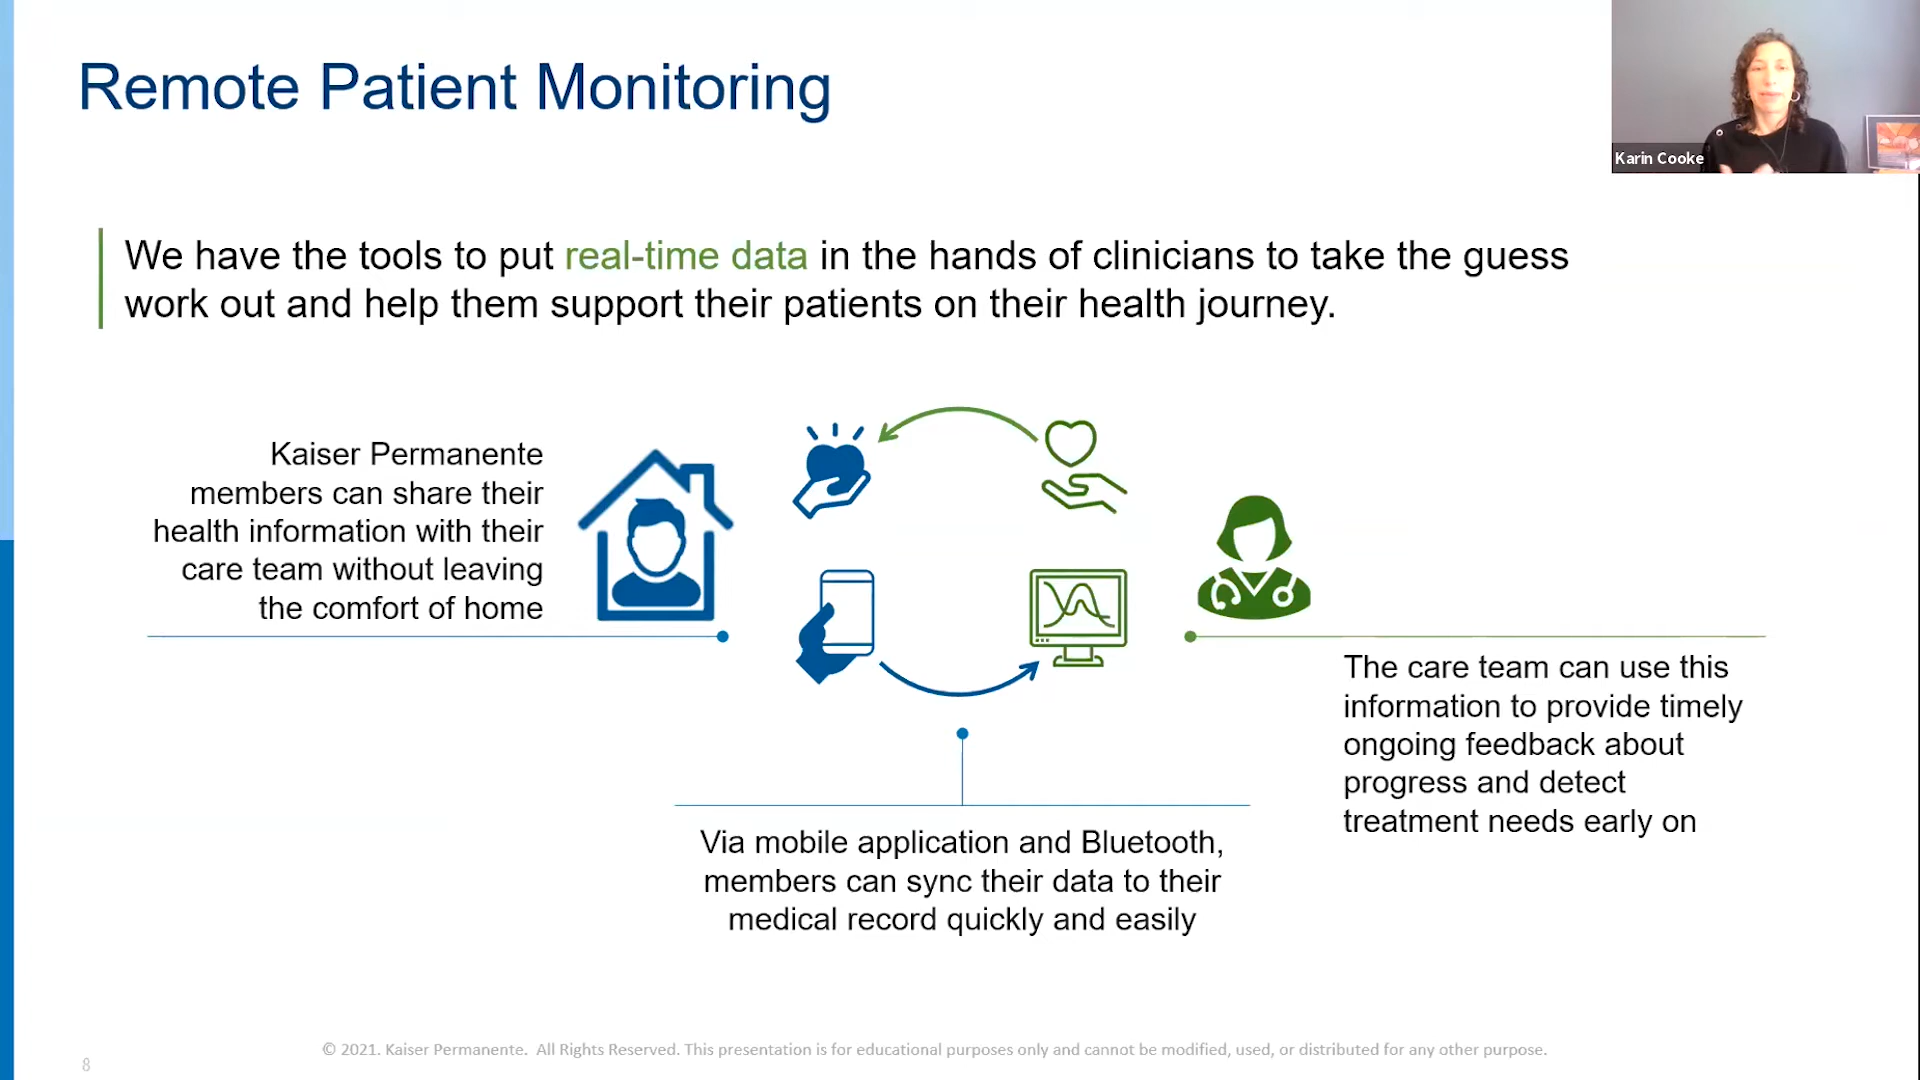 Remote Patient Monitoring
Karin Cooke
We have the tools to put real-time data in the hands of clinicians to take the guess
work out and help them support their patients on their health journey.
Kaiser Permanente
members can share their
health information with their
care team without leaving
the comfort of home
The care team can use this
information to provide timely
ongoing feedback about
progress and detect
treatment needs early on
Via mobile application and Bluetooth,
members can sync their data to their
medical record quickly and easily
© 2021. Kaiser Permanente. All Rights Reserved. This presentation is for educational purposes only and cannot be modified, used, or distributed for any other purpose.
8